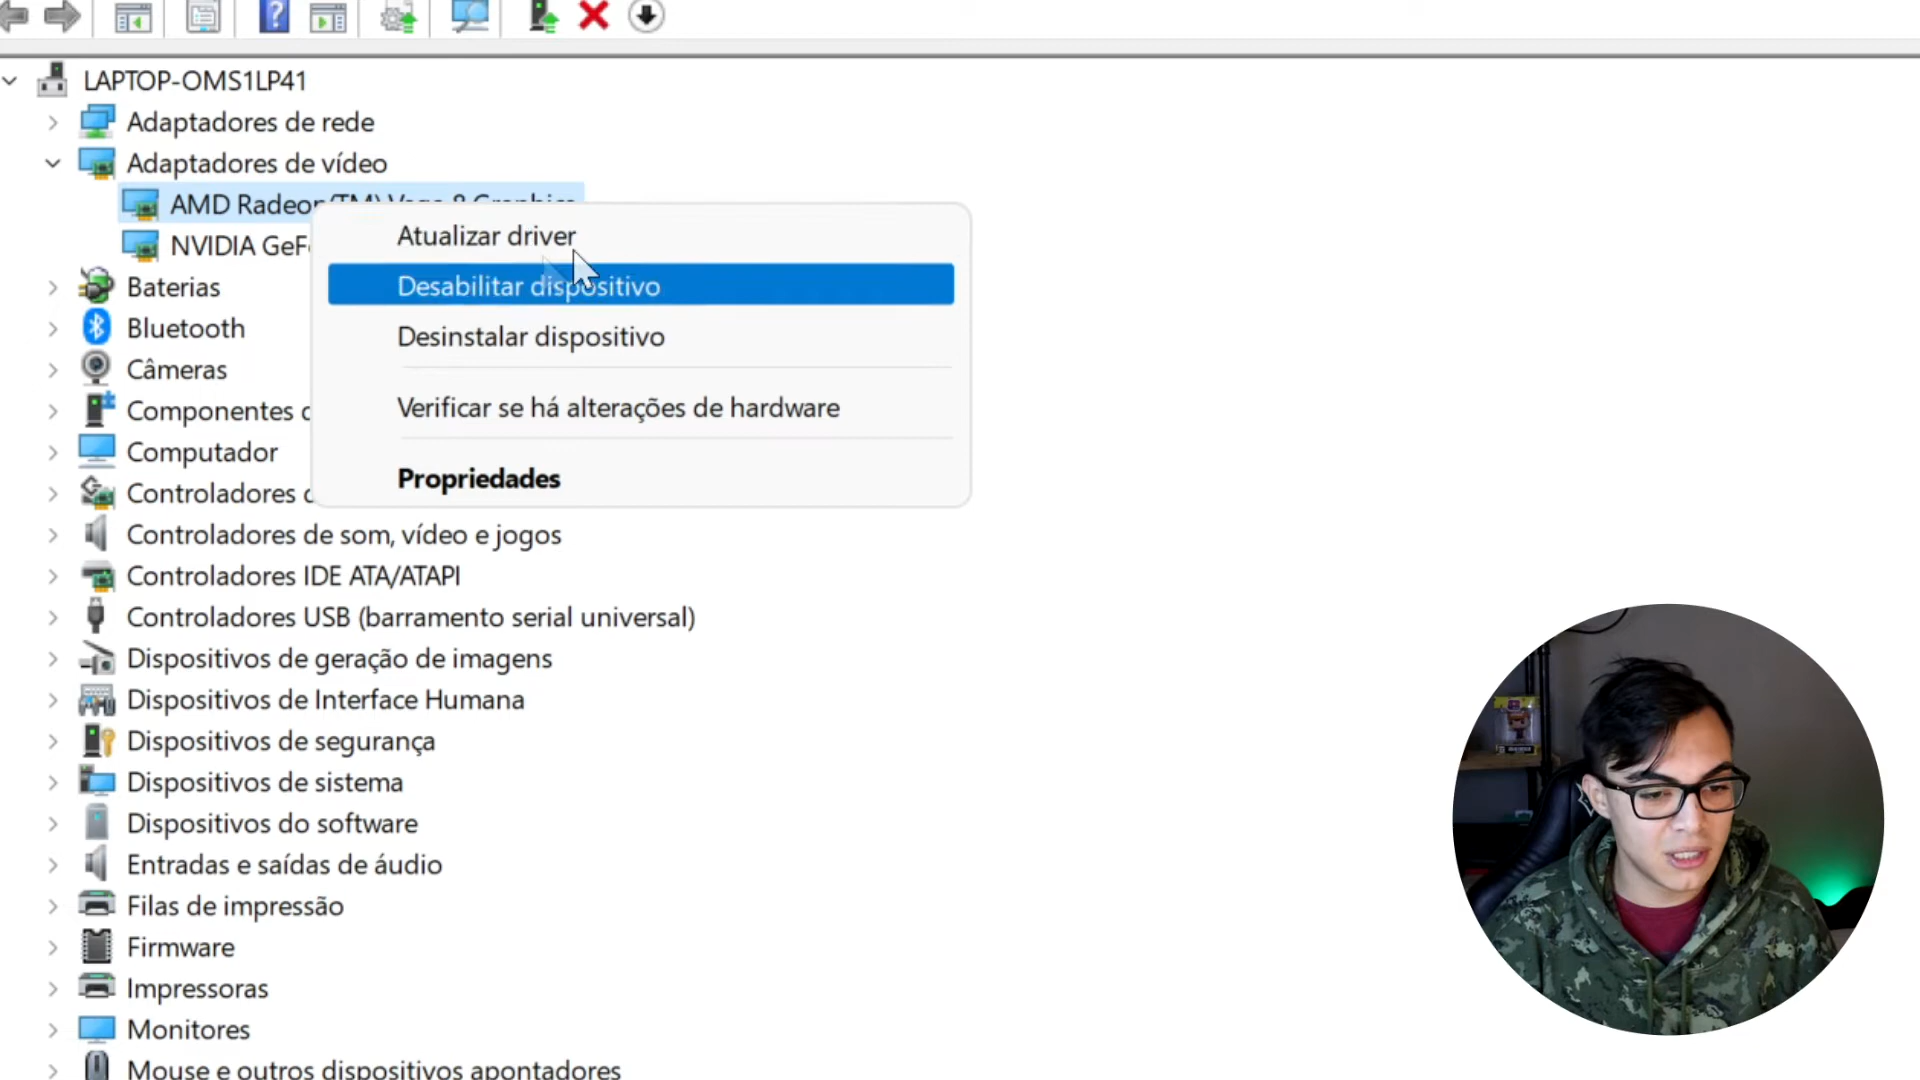 LAPTOP-OMS1LP41
Adaptadores de rede
Adaptadores de vídeo
AMD Radeon(TM) Vega 8 Graphics
NVIDIA GeF
Atualizar driver
Desabilitar dispositivo
Desinstalar dispositivo
Verificar se há alterações de hardware
Propriedades
Baterias
Bluetooth
Câmeras
Componentes
Computador
Controladores
Controladores de som, vídeo e jogos
Controladores IDE ATA/ATAPI
Controladores USB (barramento serial universal)
Dispositivos de geração de imagens
Dispositivos de Interface Humana
Dispositivos de segurança
Dispositivos de sistema
Dispositivos do software
Entradas e saídas de áudio
Filas de impressão
Firmware
Impressoras
Monitores
Mouse e outros dispositivos apontadores